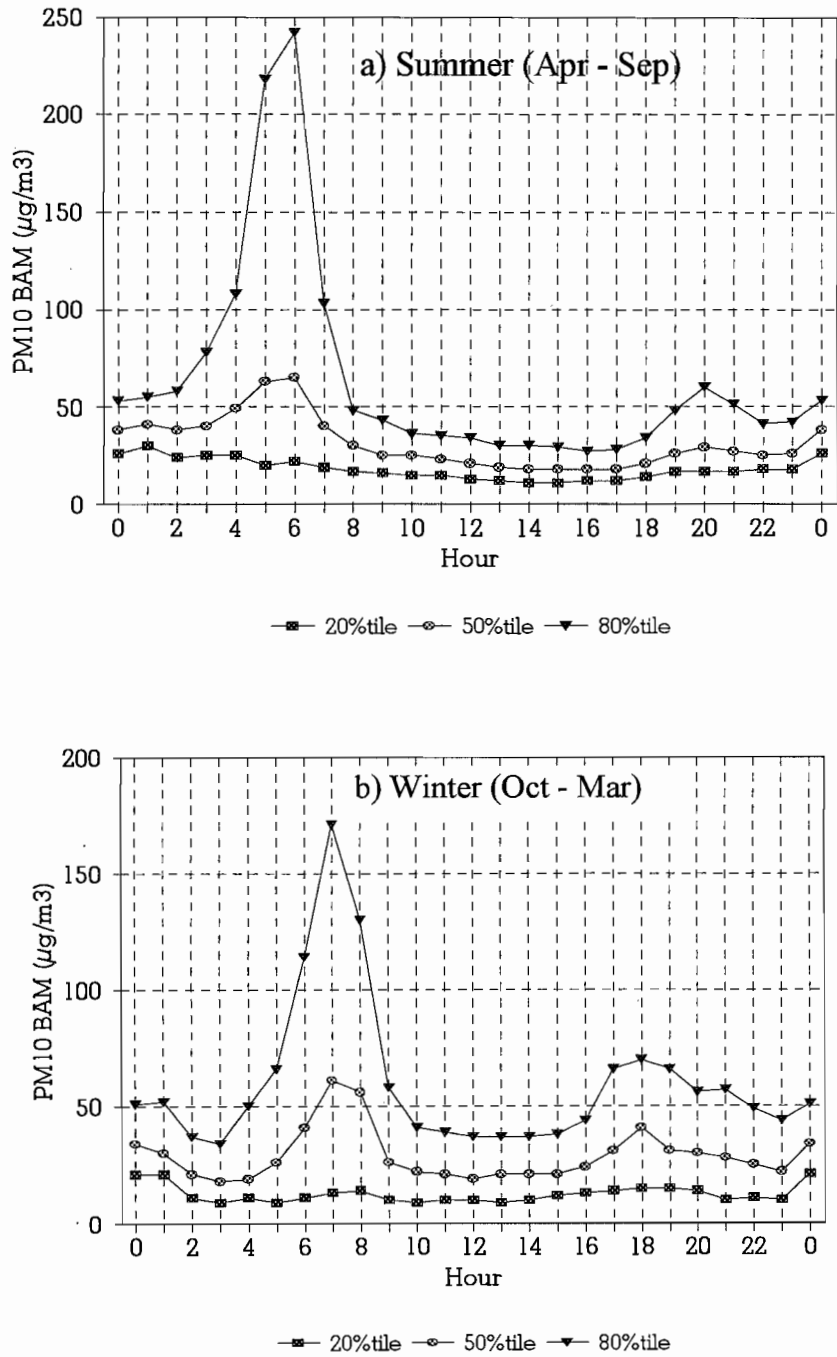 a) Summer (Apr - Sep)
PM10 BAM (µg/m3)
250
200
150
100
50
0
0 2 4 6 8 10 12 14 16 18 20 22 0
Hour
20%tile 50%tile 80%tile
b) Winter (Oct - Mar)
PM10 BAM (µg/m3)
200
150
100
50
0
0 2 4 6 8 10 12 14 16 18 20 22 0
Hour
20%tile 50%tile 80%tile